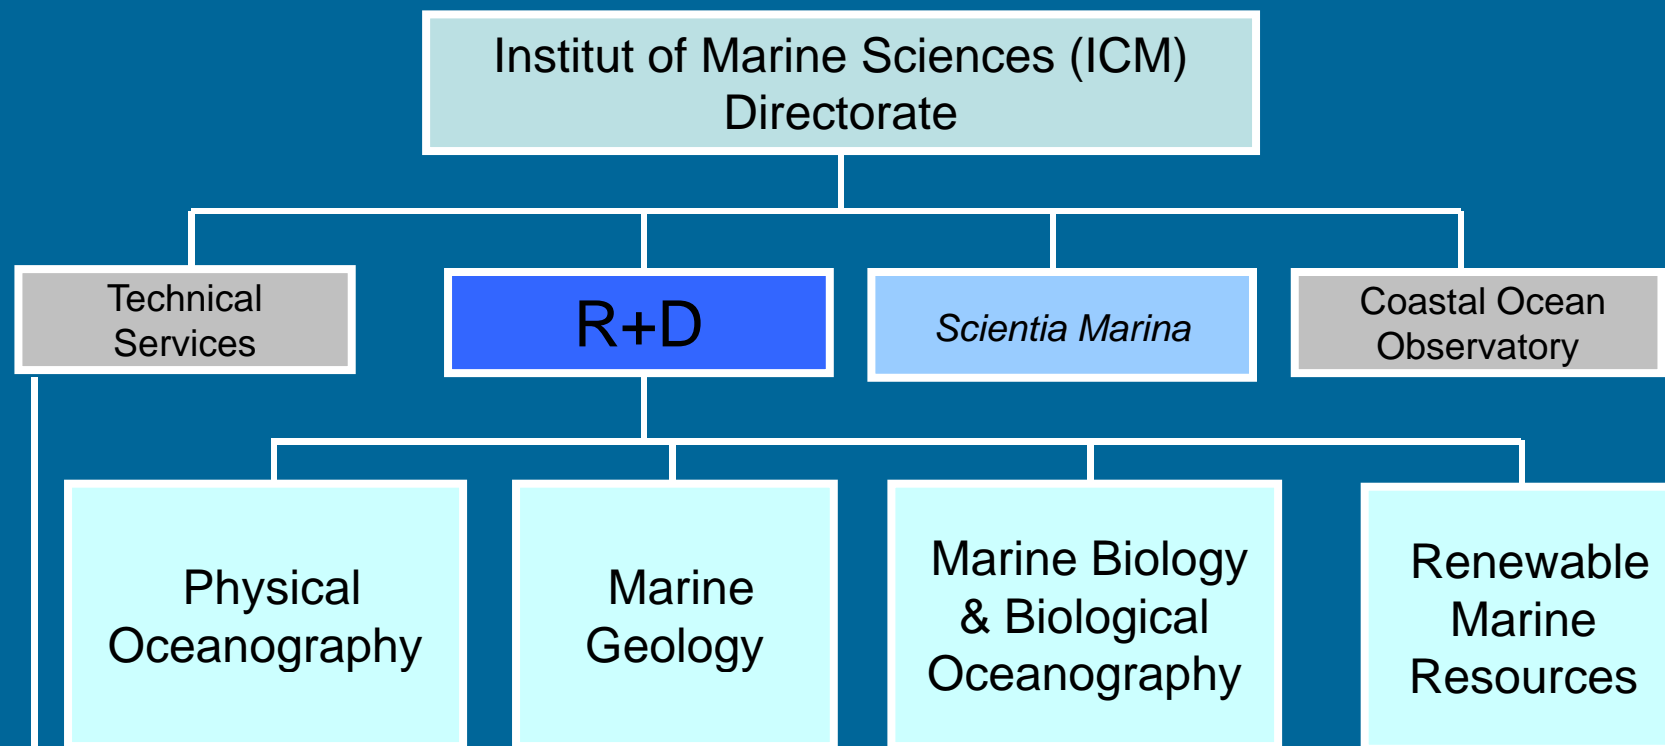 Institut of Marine Sciences (ICM)
Directorate
Technical
Services
R+D
Scientia Marina
Coastal Ocean
Observatory
Physical
Oceanography
Marine
Geology
Marine Biology
& Biological
Oceanography
Renewable
Marine
Resources